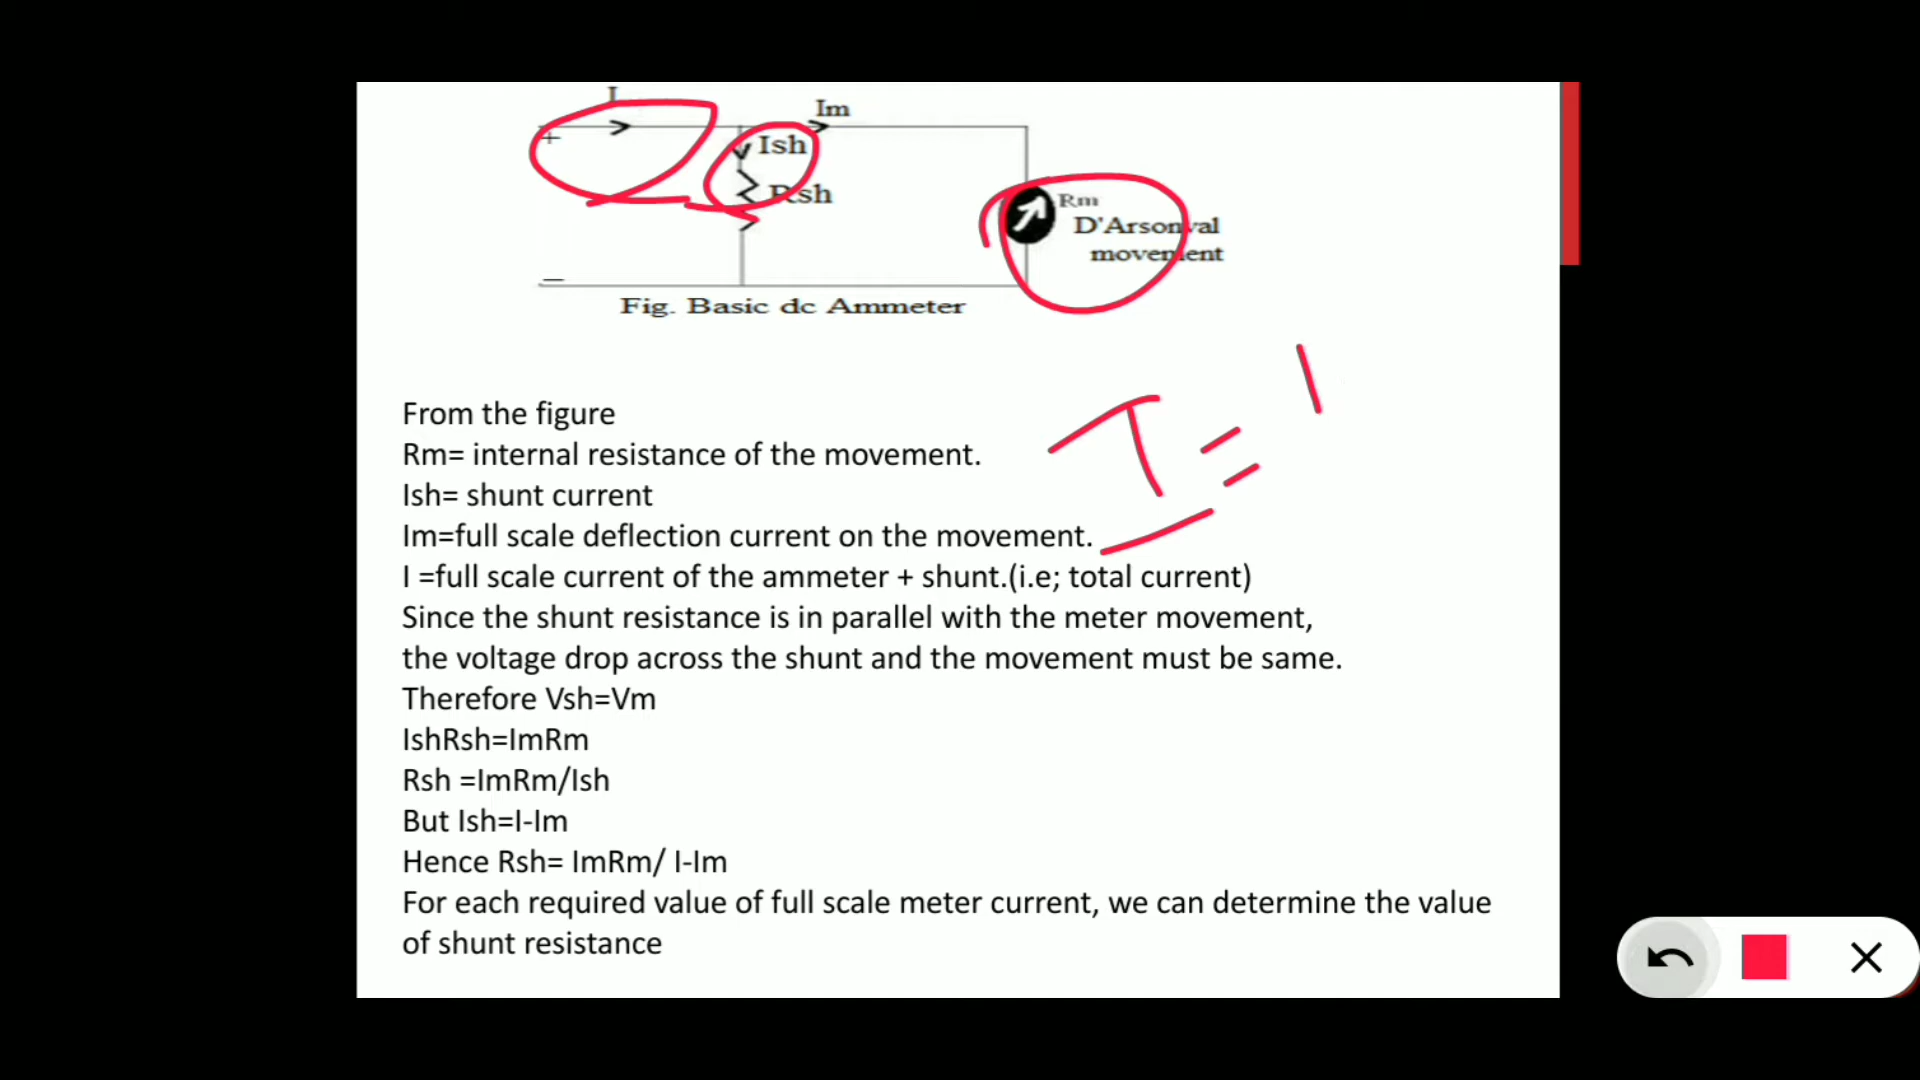 I
Im
+
Ish
Rsh
Rm
D'Arsonval
movement
Fig. Basic dc Ammeter
I =
From the figure
Rm= internal resistance of the movement.
Ish= shunt current
Im=full scale deflection current on the movement.
I =full scale current of the ammeter + shunt.(i.e; total current)
Since the shunt resistance is in parallel with the meter movement,
the voltage drop across the shunt and the movement must be same.
Therefore Vsh=Vm
IshRsh=ImRm
Rsh =ImRm/Ish
But Ish=I-Im
Hence Rsh= ImRm/ I-Im
For each required value of full scale meter current, we can determine the value
of shunt resistance